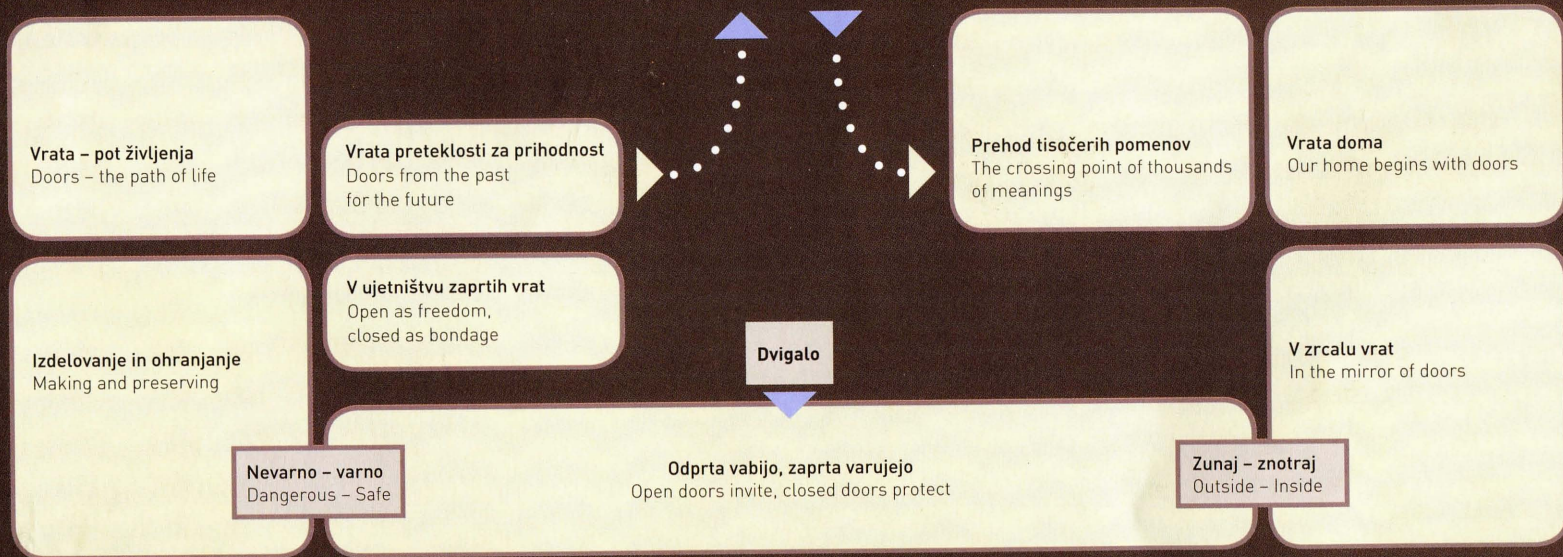 Vrata – pot življenja
Doors – the path of life
Vrata preteklosti za prihodnost
Doors from the past
for the future
Prehod tisočerih pomenov
The crossing point of thousands
of meanings
Vrata doma
Our home begins with doors
V ujetništvu zaprtih vrat
Open as freedom,
closed as bondage
Izdelovanje in ohranjanje
Making and preserving
Dvigalo
V zrcalu vrat
In the mirror of doors
Nevarno – varno
Dangerous – Safe
Odprta vabijo, zaprta varujejo
Open doors invite, closed doors protect
Zunaj – znotraj
Outside – Inside